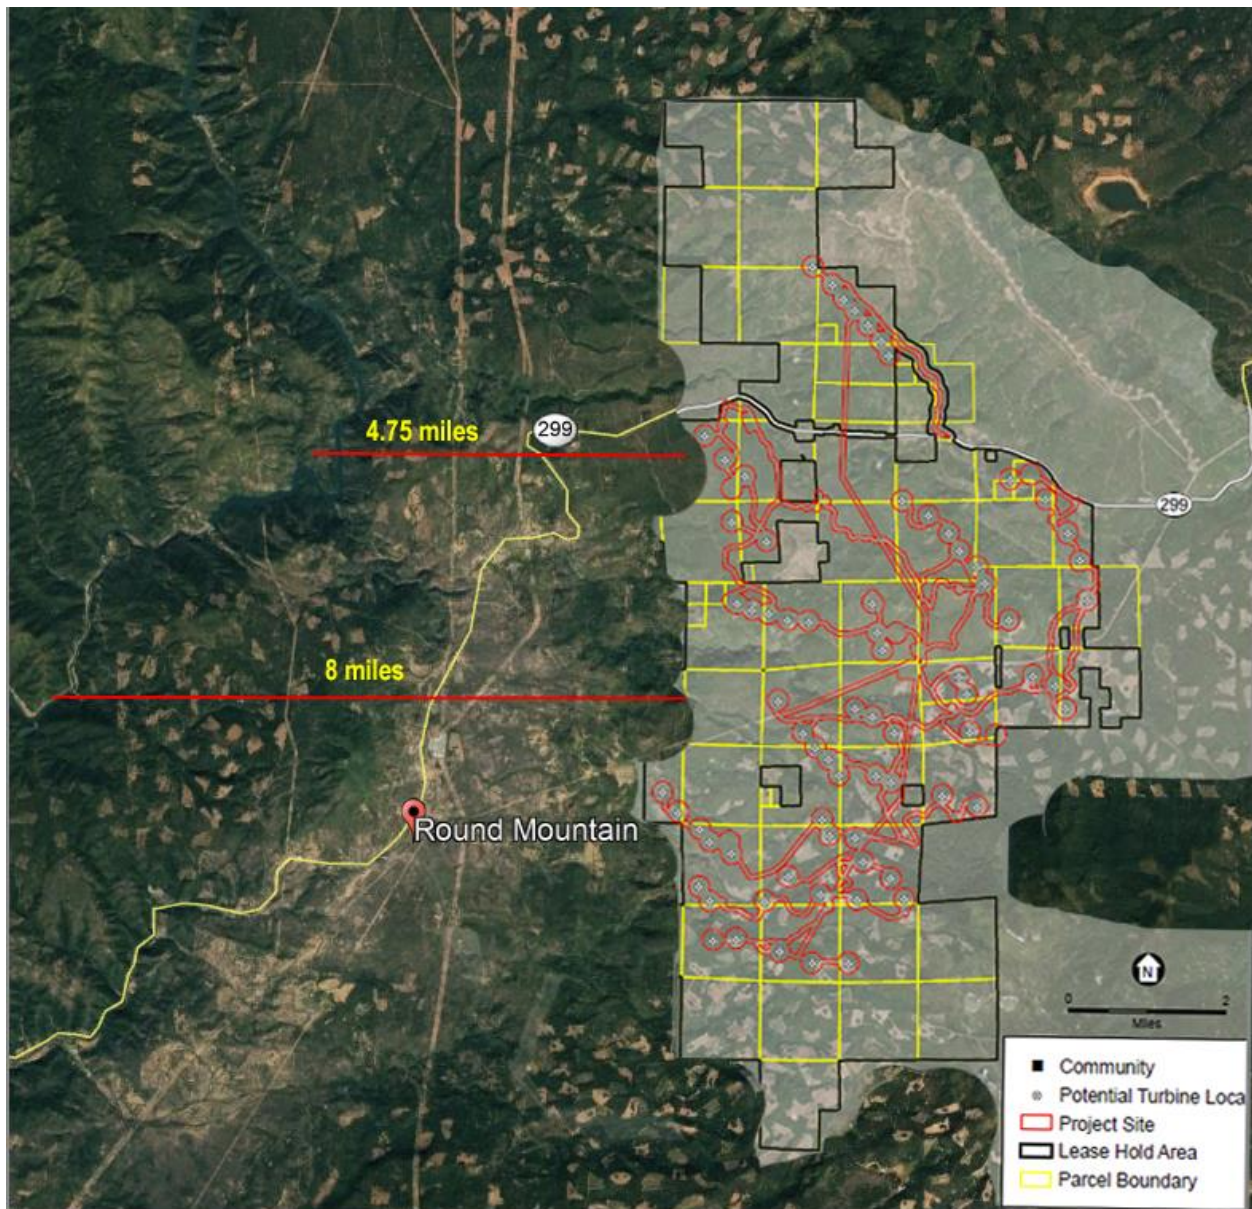 4.75 miles
299
299
8 miles
Round Mountain
N
0 2
Miles
Community
Potential Turbine Loca
Project Site
Lease Hold Area
Parcel Boundary